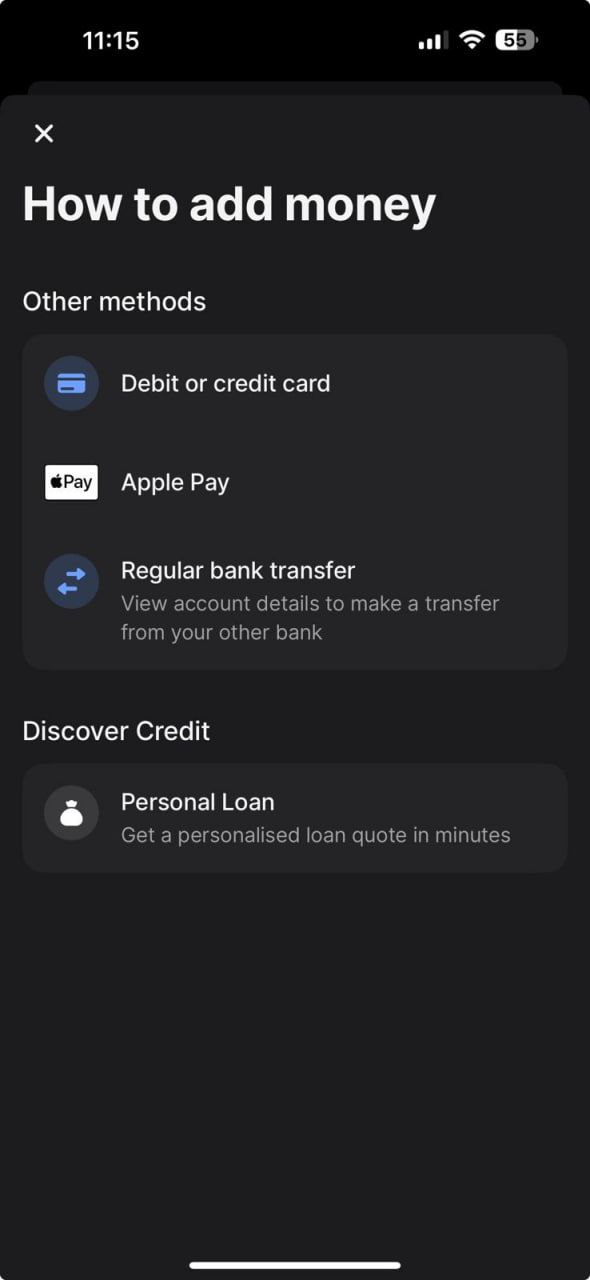 11:15
55
How to add money
Other methods
Debit or credit card
Pay
Apple Pay
Regular bank transfer
View account details to make a transfer
from your other bank
Discover Credit
Personal Loan
Get a personalised loan quote in minutes